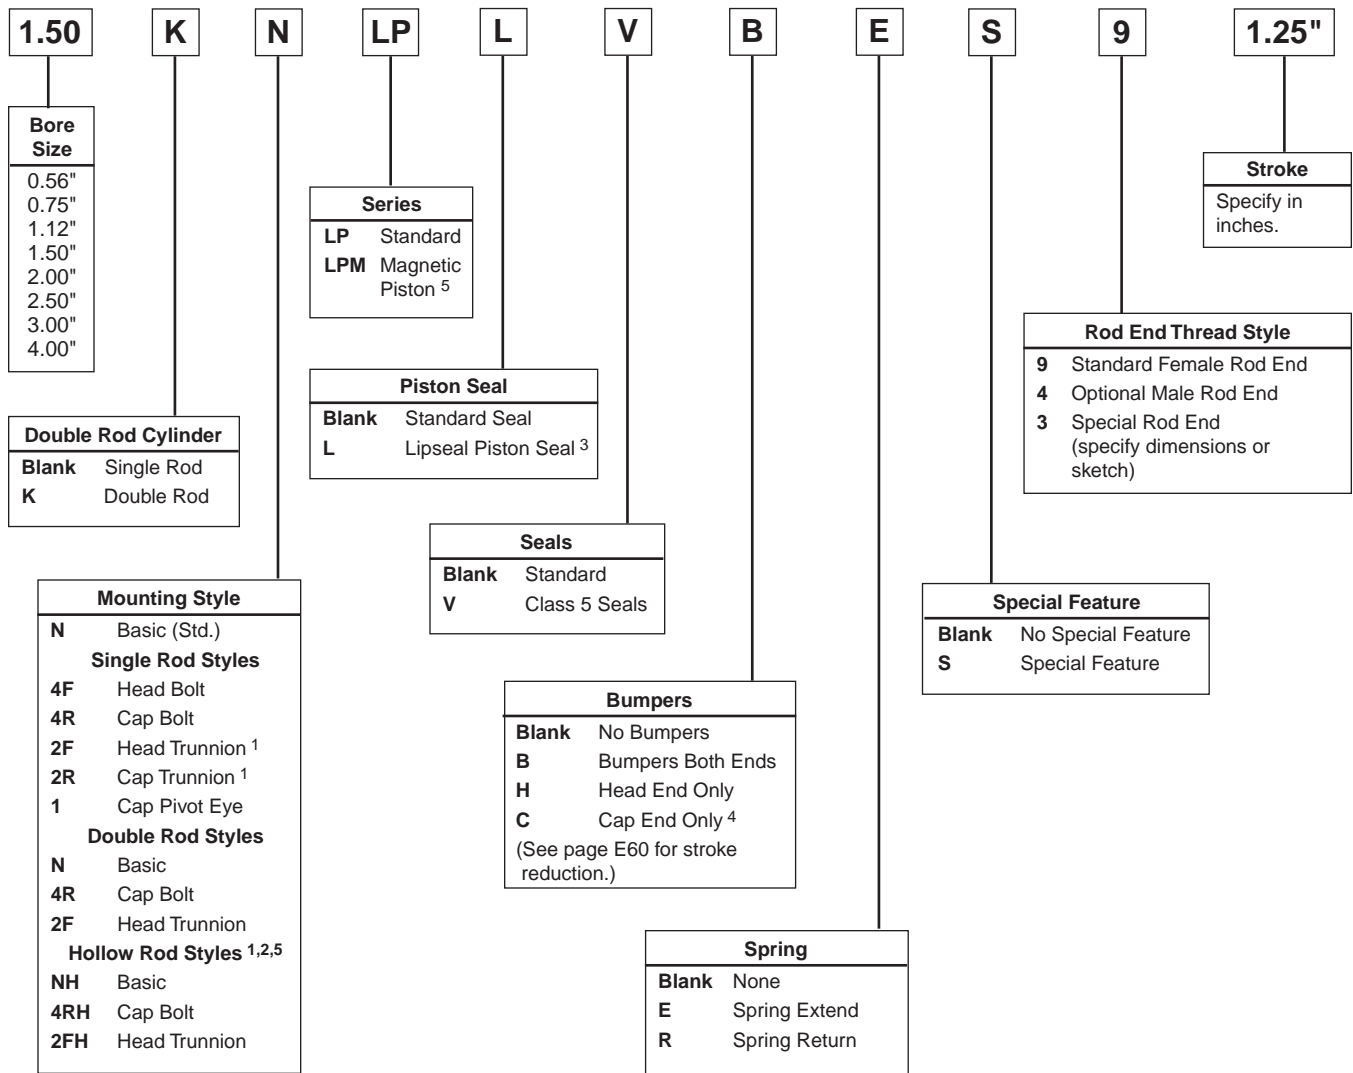 1.50 K N LP L V B E S 9 1.25"
Bore
Size
0.56"
0.75"
1.12"
1.50"
2.00"
2.50"
3.00"
4.00"
Double Rod Cylinder
Blank Single Rod
K Double Rod
Mounting Style
N Basic (Std.)
Single Rod Styles
4F Head Bolt
4R Cap Bolt
2F Head Trunnion 1
2R Cap Trunnion 1
1 Cap Pivot Eye
Double Rod Styles
N Basic
4R Cap Bolt
2F Head Trunnion
Hollow Rod Styles 1,2,5
NH Basic
4RH Cap Bolt
2FH Head Trunnion
Series
LP Standard
LPM Magnetic
Piston 5
Piston Seal
Blank Standard Seal
L Lipseal Piston Seal 3
Seals
Blank Standard
V Class 5 Seals
Bumpers
Blank No Bumpers
B Bumpers Both Ends
H Head End Only
C Cap End Only 4
(See page E60 for stroke
reduction.)
Spring
Blank None
E Spring Extend
R Spring Return
Special Feature
Blank No Special Feature
S Special Feature
Rod End Thread Style
9 Standard Female Rod End
4 Optional Male Rod End
3 Special Rod End
(specify dimensions or
sketch)
Stroke
Specify in
inches.